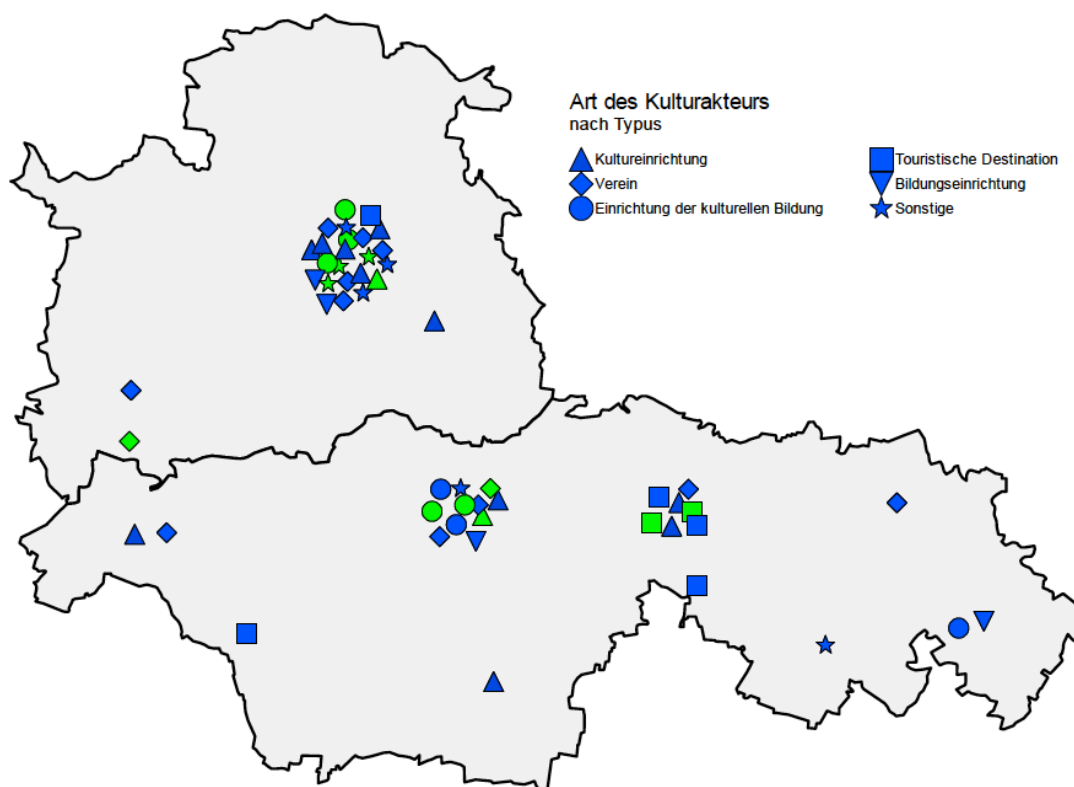 Art des Kulturakteurs
nach Typus
Kultureinrichtung
Verein
Einrichtung der kulturellen Bildung
Touristische Destination
Bildungseinrichtung
Sonstige